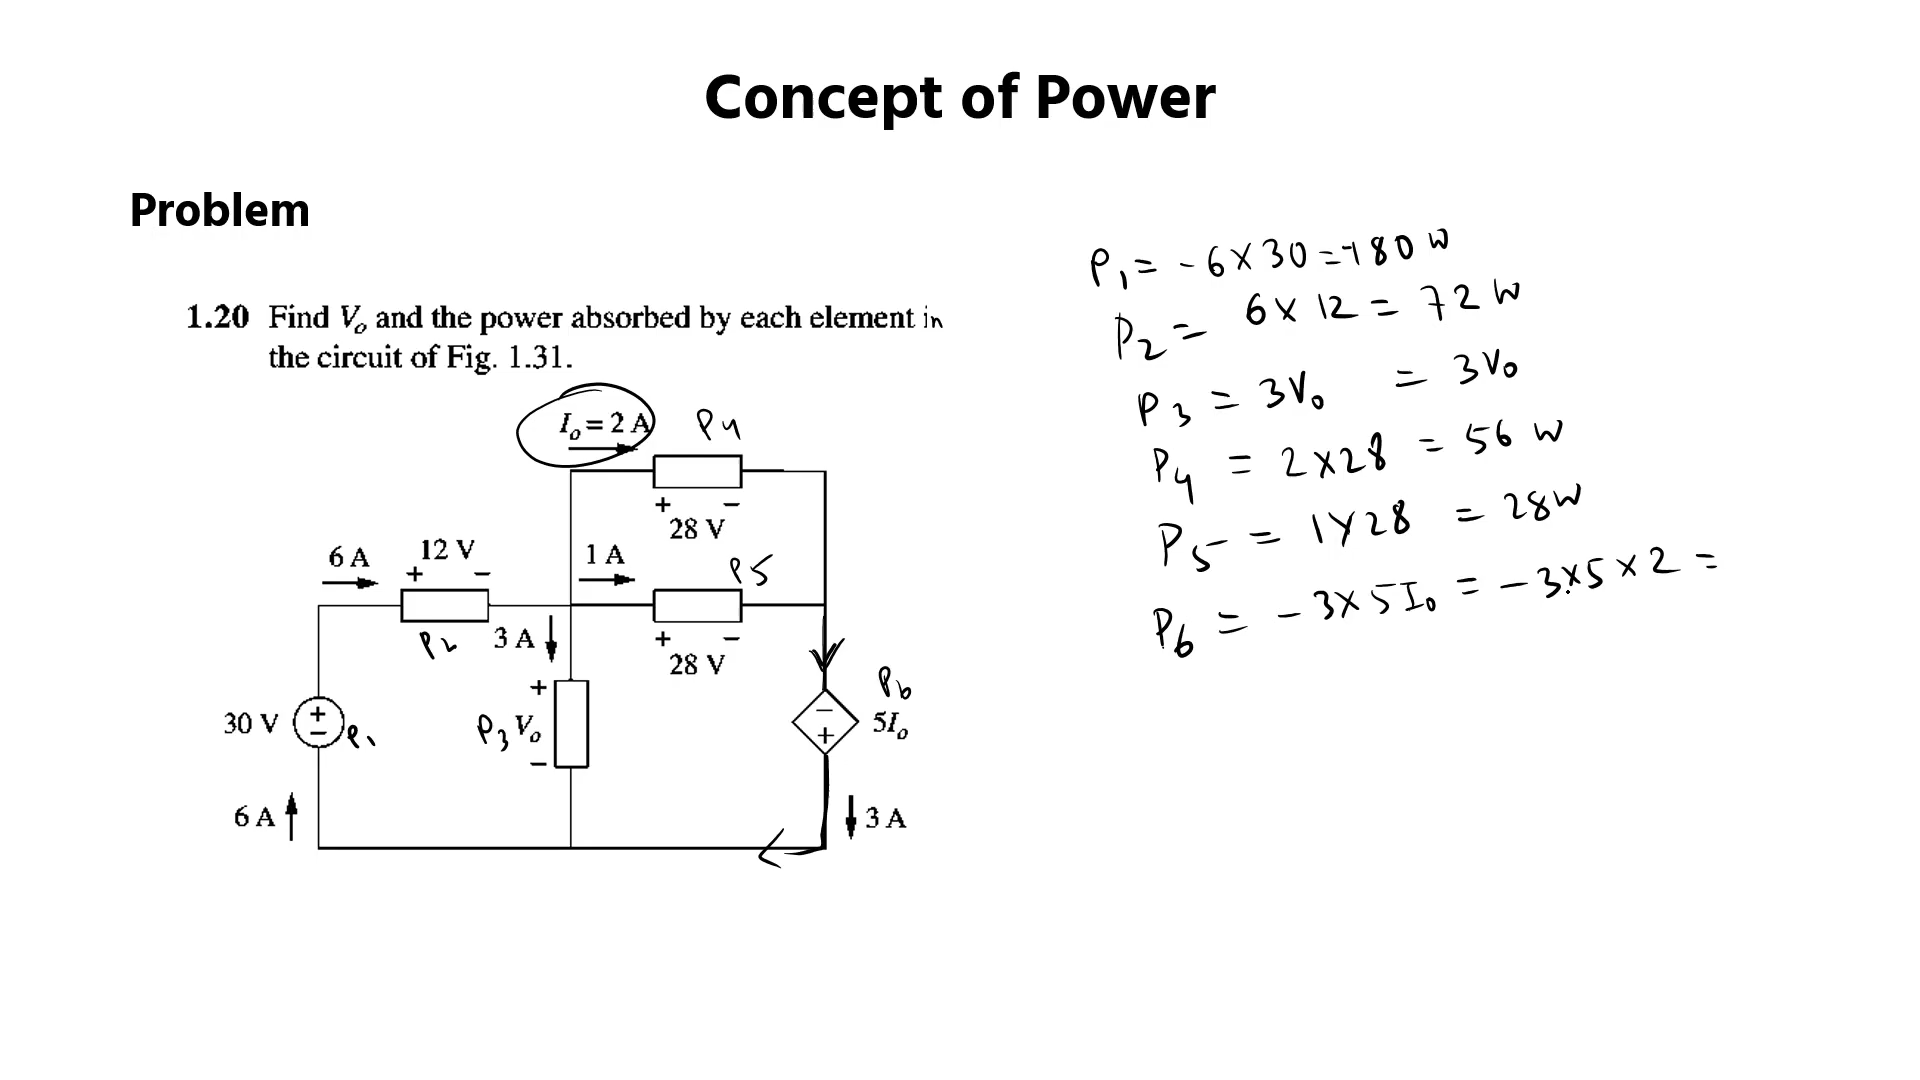 Concept of Power
Problem
1.20 Find Vₒ and the power absorbed by each element in
the circuit of Fig. 1.31.
Iₒ = 2 A
P4
+ −
28 V
6 A
12 V
+ −
1 A
P5
P2
3 A
+ −
28 V
30 V
+
−
P1
+
P3 Vₒ
−
P6
−
+
5Iₒ
6 A
3 A
P1 = - 6 X 30 = -180 W
P2 = 6 X 12 = 72 W
P3 = 3V₀ = 3V₀
P4 = 2 X 28 = 56 W
P5 = 1 X 28 = 28 W
P6 = - 3 X 5I₀ = - 3 X 5 X 2 =